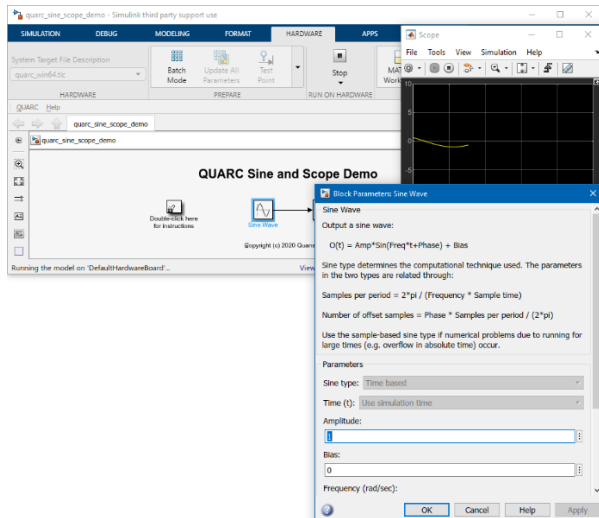 quarc_sine_scope_demo - Simulink third party support use
SIMULATION DEBUG MODELING FORMAT HARDWARE APPS
System Target File Description
quarc_win64.tlc
HARDWARE
Batch Mode
Update All Parameters
Test Point
PREPARE
Stop
RUN ON HARDWARE
QUARC Help
quarc_sine_scope_demo
quarc_sine_scope_demo
QUARC Sine and Scope Demo
Double-click here
for instructions
Sine Wave
Copyright (c) 2020
Running the model on 'DefaultHardwareBoard'...
View
Scope
File Tools View Simulation Help
10
5
0
-5
Block Parameters: Sine Wave
Sine Wave
Output a sine wave:
O(t) = Amp*Sin(Freq*t+Phase) + Bias
Sine type determines the computational technique used. The parameters
in the two types are related through:
Samples per period = 2*pi / (Frequency * Sample time)
Number of offset samples = Phase * Samples per period / (2*pi)
Use the sample-based sine type if numerical problems due to running for
large times (e.g. overflow in absolute time) occur.
Parameters
Sine type: Time based
Time (t): Use simulation time
Amplitude:
1
Bias:
0
Frequency (rad/sec):
OK Cancel Help Apply